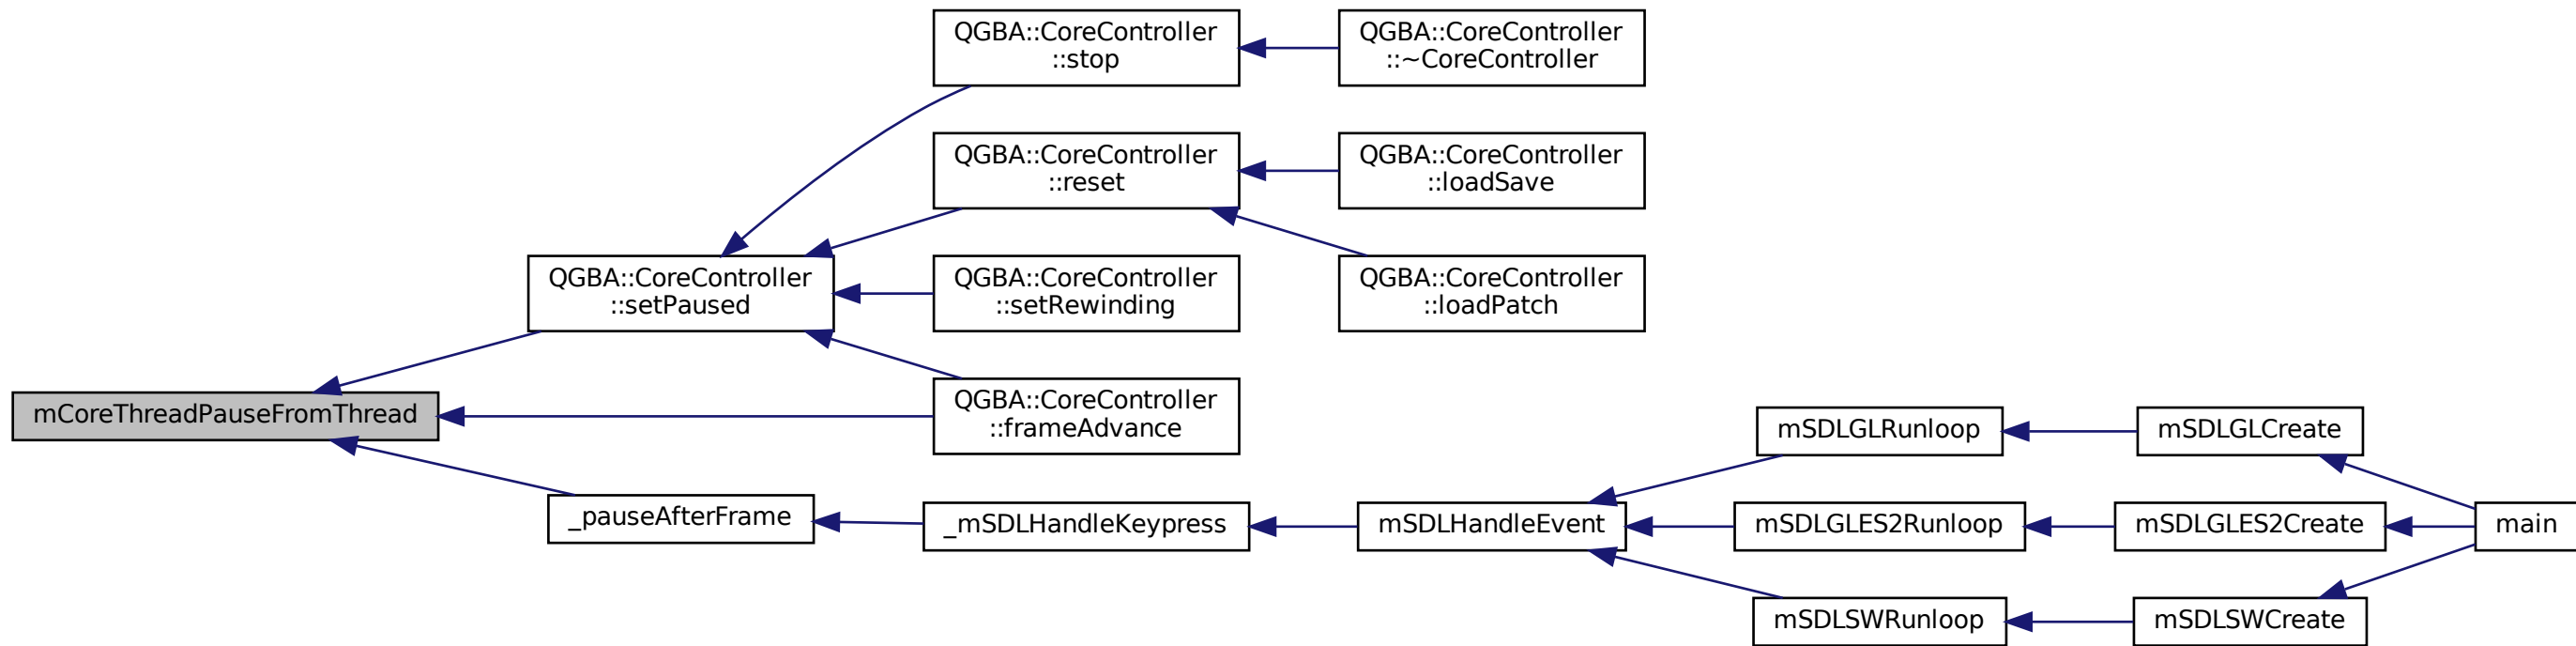 QGBA::CoreController
::stop
QGBA::CoreController
::~CoreController
QGBA::CoreController
::reset
QGBA::CoreController
::loadSave
QGBA::CoreController
::setPaused
QGBA::CoreController
::setRewinding
QGBA::CoreController
::loadPatch
mCoreThreadPauseFromThread
QGBA::CoreController
::frameAdvance
mSDLGLRunloop
mSDLGLCreate
_pauseAfterFrame
_mSDLHandleKeypress
mSDLHandleEvent
mSDLGLES2Runloop
mSDLGLES2Create
main
mSDLSWRunloop
mSDLSWCreate